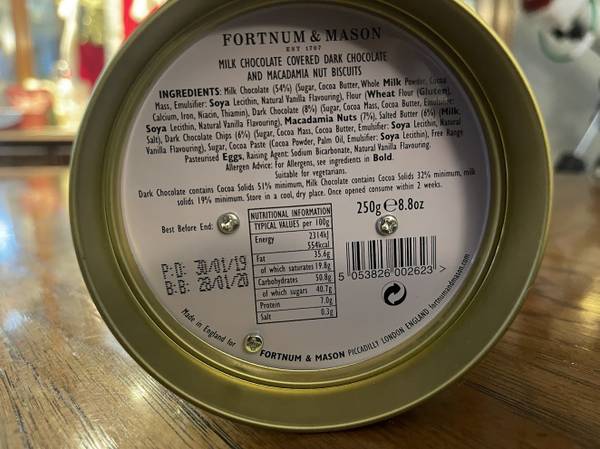 FORTNUM & MASON
EST 1707
MILK CHOCOLATE COVERED DARK CHOCOLATE
AND MACADAMIA NUT BISCUITS
INGREDIENTS: Milk Chocolate (54%) (Sugar, Cocoa Butter, Whole Milk Powder, Cocoa
Mass, Emulsifier: Soya Lecithin, Natural Vanilla Flavouring), Flour (Wheat Flour (Gluten),
Calcium, Iron, Niacin, Thiamin), Dark Chocolate (8%) (Sugar, Cocoa Mass, Cocoa Butter, Emulsifier:
Soya Lecithin, Natural Vanilla Flavouring), Macadamia Nuts (7%), Salted Butter (6%) (Milk,
Salt), Dark Chocolate Chips (6%) (Sugar, Cocoa Mass, Cocoa Butter, Emulsifier: Soya Lecithin, Natural
Vanilla Flavouring), Sugar, Cocoa Paste (Cocoa Powder, Palm Oil, Emulsifier: Soya Lecithin), Free Range
Pasteurised Eggs, Raising Agent: Sodium Bicarbonate, Natural Vanilla Flavouring.
Allergen Advice: For Allergens, see ingredients in Bold.
Suitable for vegetarians.
Dark Chocolate contains Cocoa Solids 51% minimum, Milk Chocolate contains Cocoa Solids 32% minimum, milk
solids 19% minimum. Store in a cool, dry place. Once opened consume within 2 weeks.
Best Before End:
P:D: 30/01/19
B:B: 28/01/20
NUTRITIONAL INFORMATION
TYPICAL VALUES per 100g
Energy 2314kJ
554kcal
Fat 35.6g
of which saturates 19.8g
Carbohydrates 50.8g
of which sugars 40.7g
Protein 7.0g
Salt 0.3g
250g e 8.8oz
5 053826 002623 >
Made in England for
FORTNUM & MASON PICCADILLY LONDON ENGLAND fortnumandmason.com